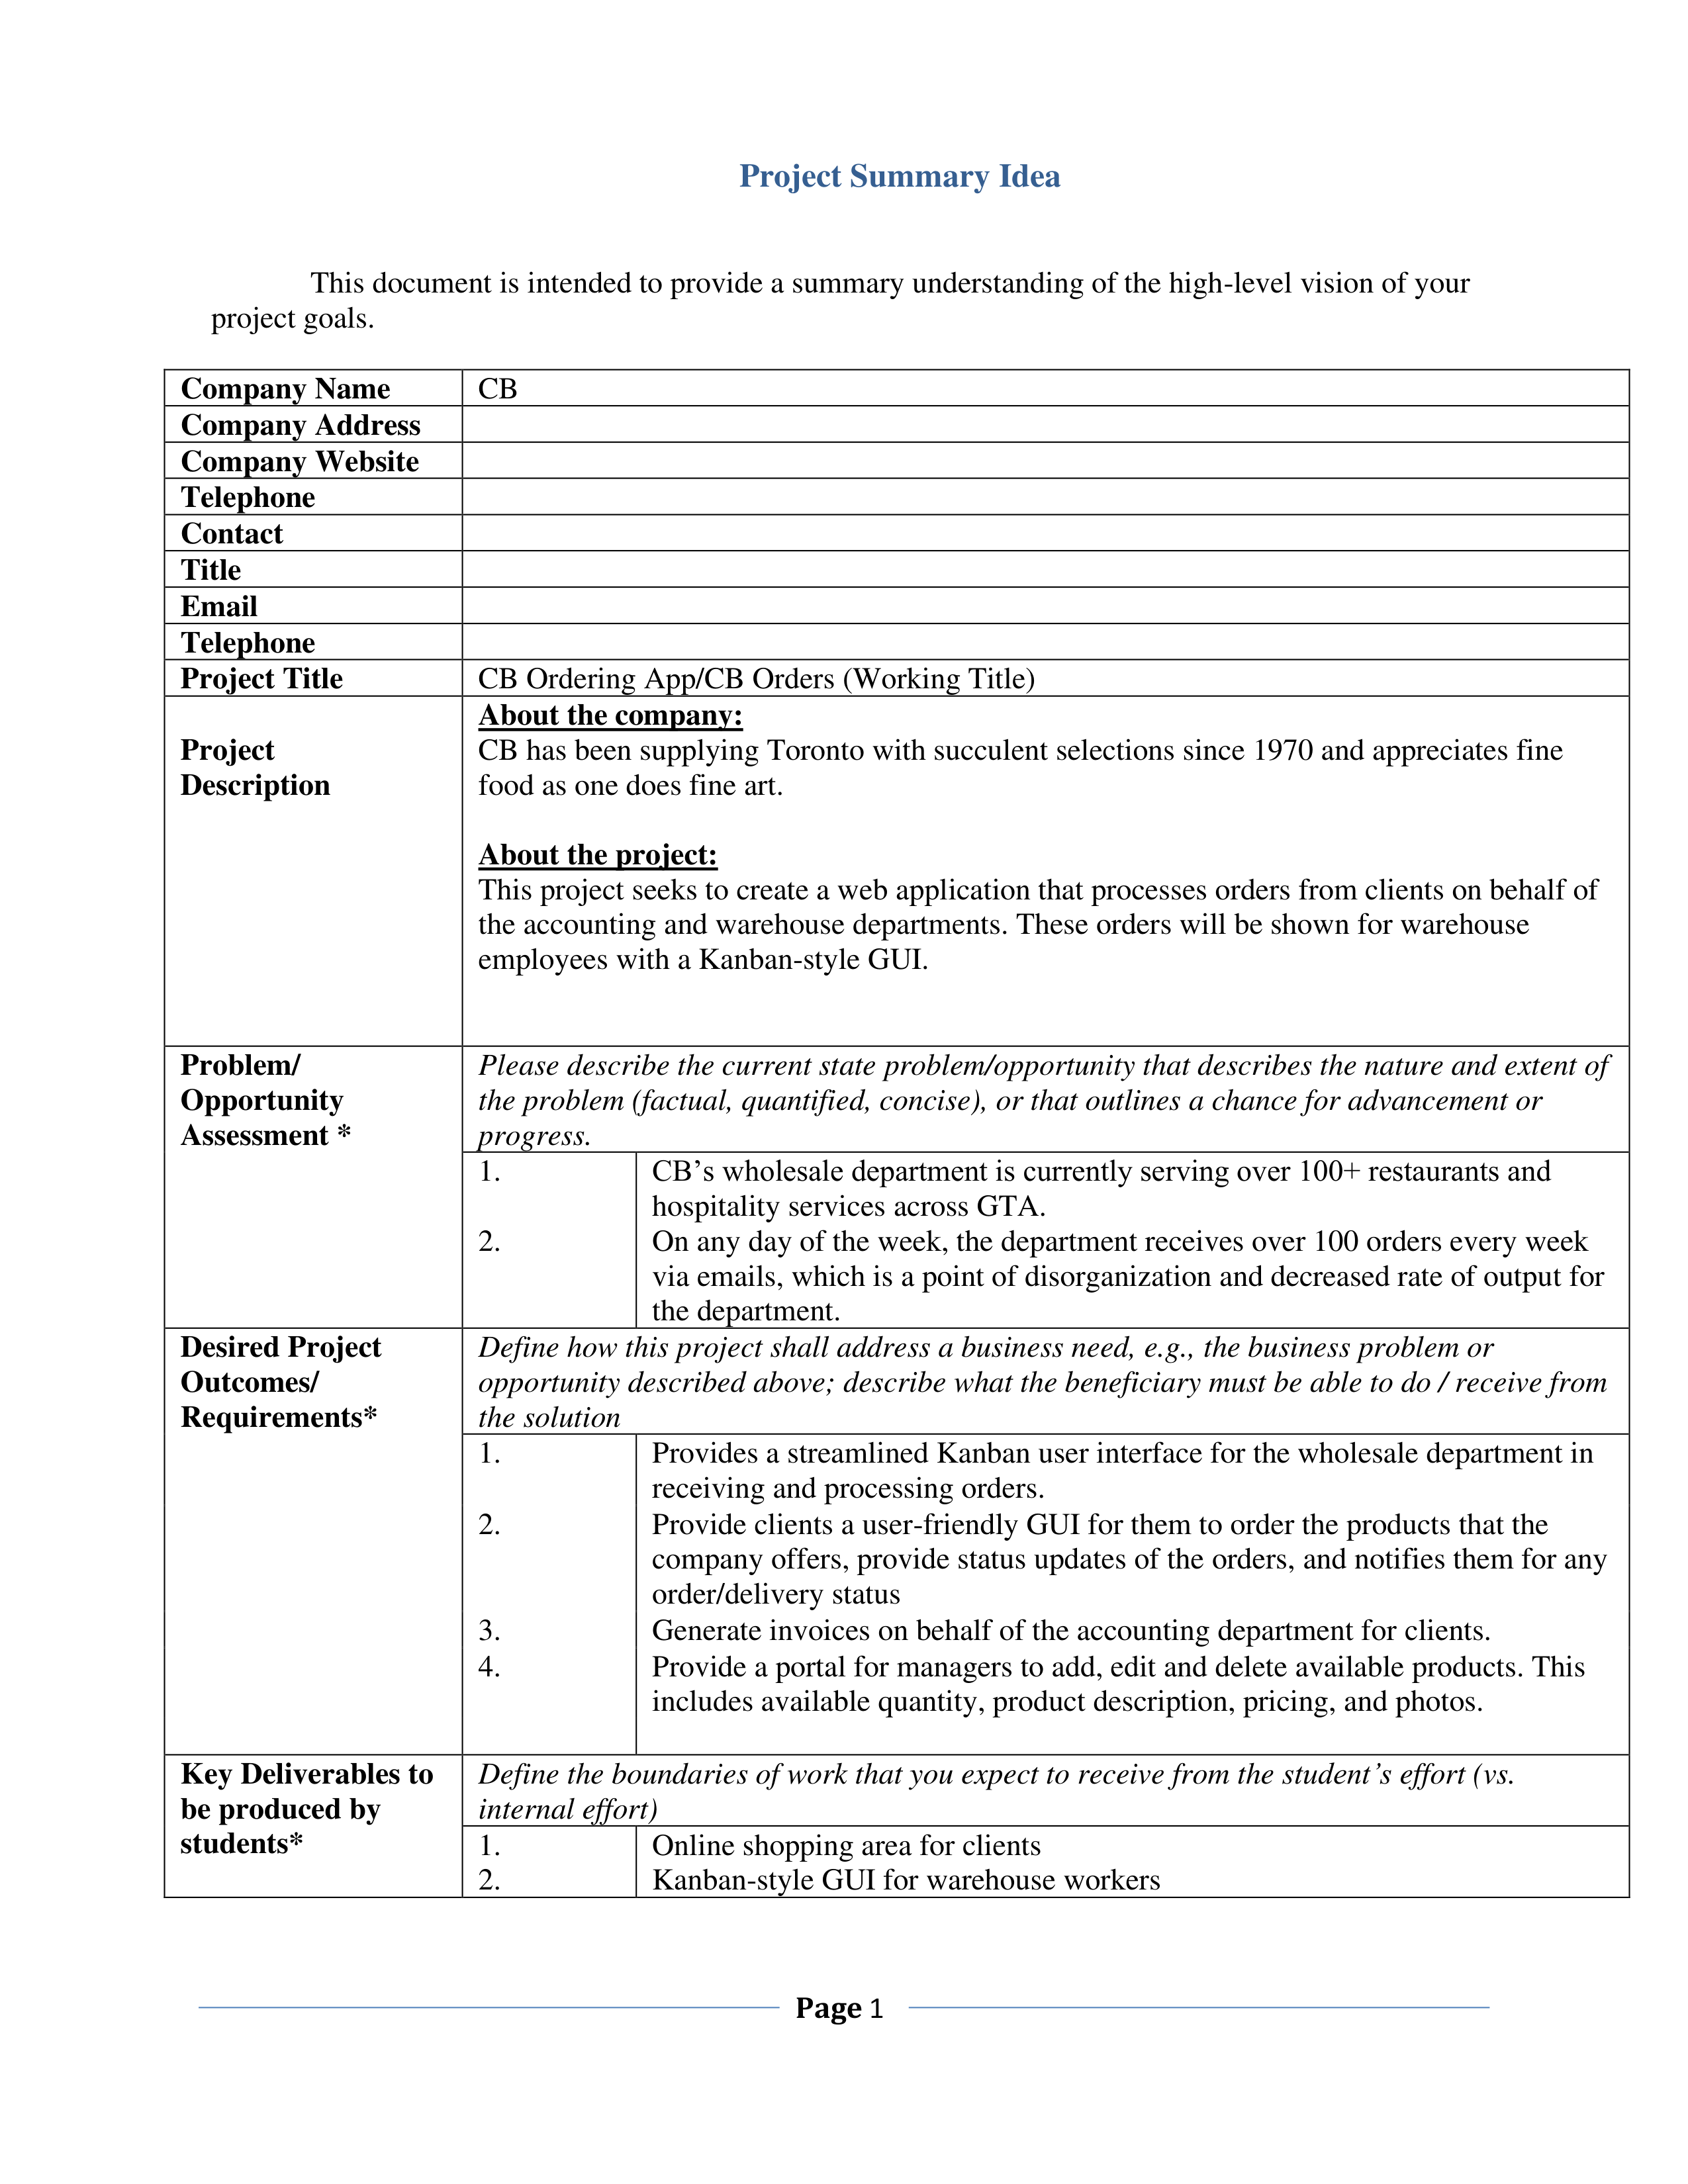 Project Summary Idea
This document is intended to provide a summary understanding of the high-level vision of your
project goals.
Company Name CB
Company Address
Company Website
Telephone
Contact
Title
Email
Telephone
Project Title CB Ordering App/CB Orders (Working Title)
Project
Description
About the company:
CB has been supplying Toronto with succulent selections since 1970 and appreciates fine
food as one does fine art.
About the project:
This project seeks to create a web application that processes orders from clients on behalf of
the accounting and warehouse departments. These orders will be shown for warehouse
employees with a Kanban-style GUI.
Problem/
Opportunity
Assessment *
Please describe the current state problem/opportunity that describes the nature and extent of
the problem (factual, quantified, concise), or that outlines a chance for advancement or
progress.
1. CB’s wholesale department is currently serving over 100+ restaurants and
hospitality services across GTA.
2. On any day of the week, the department receives over 100 orders every week
via emails, which is a point of disorganization and decreased rate of output for
the department.
Desired Project
Outcomes/
Requirements*
Define how this project shall address a business need, e.g., the business problem or
opportunity described above; describe what the beneficiary must be able to do / receive from
the solution
1. Provides a streamlined Kanban user interface for the wholesale department in
receiving and processing orders.
2. Provide clients a user-friendly GUI for them to order the products that the
company offers, provide status updates of the orders, and notifies them for any
order/delivery status
3. Generate invoices on behalf of the accounting department for clients.
4. Provide a portal for managers to add, edit and delete available products. This
includes available quantity, product description, pricing, and photos.
Key Deliverables to
be produced by
students*
Define the boundaries of work that you expect to receive from the student’s effort (vs.
internal effort)
1. Online shopping area for clients
2. Kanban-style GUI for warehouse workers
Page 1